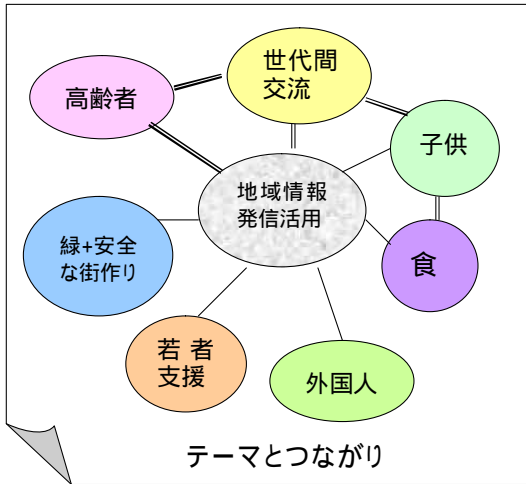 世代間
交流
高齢者
子供
地域情報
発信活用
緑+安全
な街作り
食
若者
支援
外国人
テーマとつながり